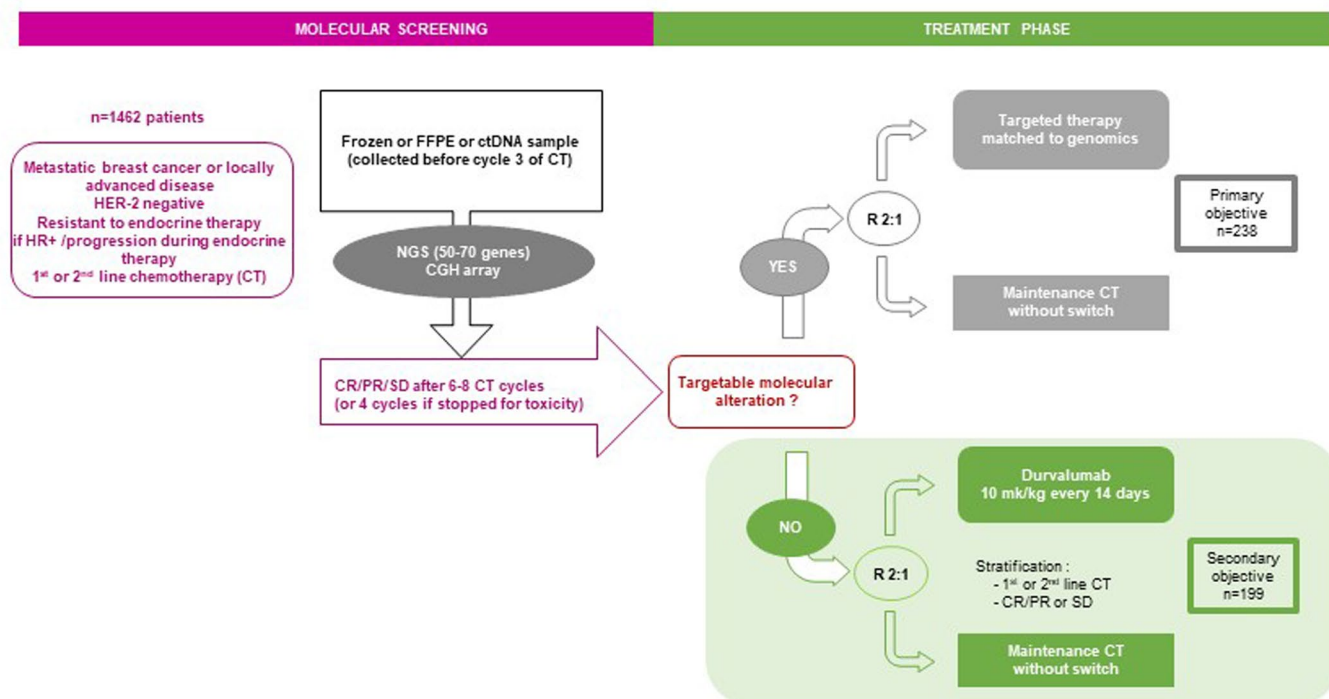 MOLECULAR SCREENING
TREATMENT PHASE
n=1462 patients
Metastatic breast cancer or locally
advanced disease
HER-2 negative
Resistant to endocrine therapy
if HR+ /progression during endocrine
therapy
1st or 2nd line chemotherapy (CT)
Frozen or FFPE or ctDNA sample
(collected before cycle 3 of CT)
NGS (50-70 genes)
CGH array
CR/PR/SD after 6-8 CT cycles
(or 4 cycles if stopped for toxicity)
Targetable molecular
alteration ?
YES
R 2:1
Targeted therapy
matched to genomics
Maintenance CT
without switch
Primary
objective
n=238
NO
R 2:1
Durvalumab
10 mk/kg every 14 days
Stratification :
- 1st or 2nd line CT
- CR/PR or SD
Maintenance CT
without switch
Secondary
objective
n=199